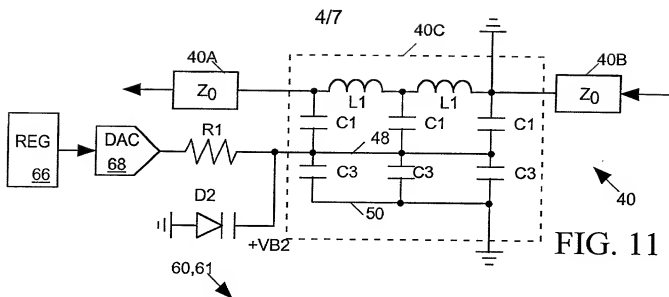 4/7
40C
40A
40B
Z0
L1
L1
Z0
R1
C1
C1
C1
REG
66
DAC
68
48
C3
C3
C3
D2
40
50
+VB2
FIG. 11
60,61